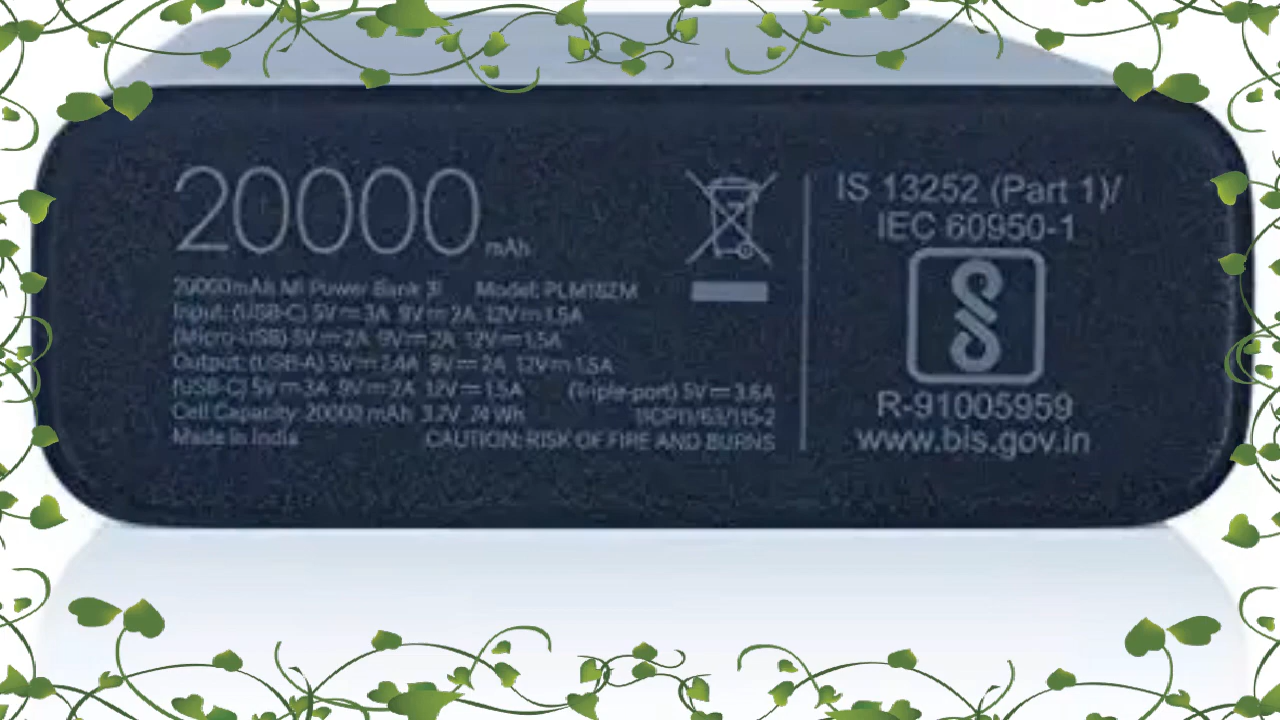 20000 mAh
20000mAh Mi Power Bank 3i Model: PLM18ZM
Input: (USB-C) 5V⎓3A 9V⎓2A 12V⎓1.5A
(Micro-USB) 5V⎓2A 9V⎓2A 12V⎓1.5A
Output: (USB-A) 5V⎓2.4A 9V⎓2A 12V⎓1.5A
(USB-C) 5V⎓3A 9V⎓2A 12V⎓1.5A (Triple-port) 5V⎓3.6A
Cell Capacity: 20000 mAh 3.7V 74 Wh 11CP11/63/115-2
Made in India CAUTION: RISK OF FIRE AND BURNS
IS 13252 (Part 1)/
IEC 60950-1
R-91005959
www.bis.gov.in